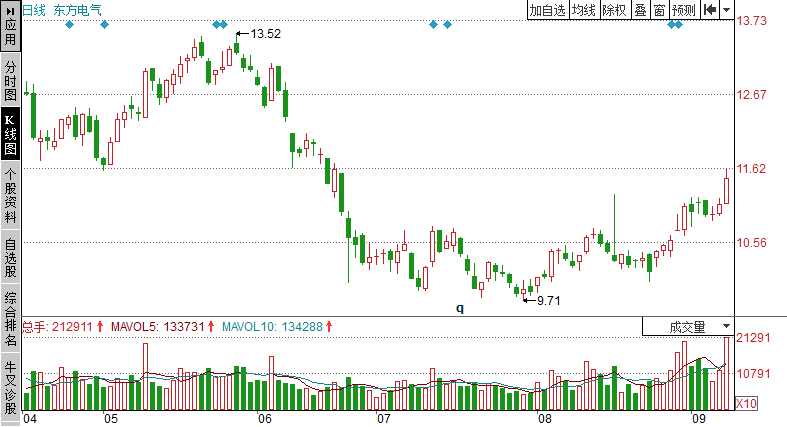 日线 东方电气
加自选 均线 除权 叠 窗 预测
应用
分时图
K线图
个股资料
自选股
综合排名
牛叉诊股
13.73
13.52
12.67
11.62
10.56
9.71
q
总手: 212911 MAVOL5: 133731 MAVOL10: 134288
成交量
21291
10791
X10
04 05 06 07 08 09